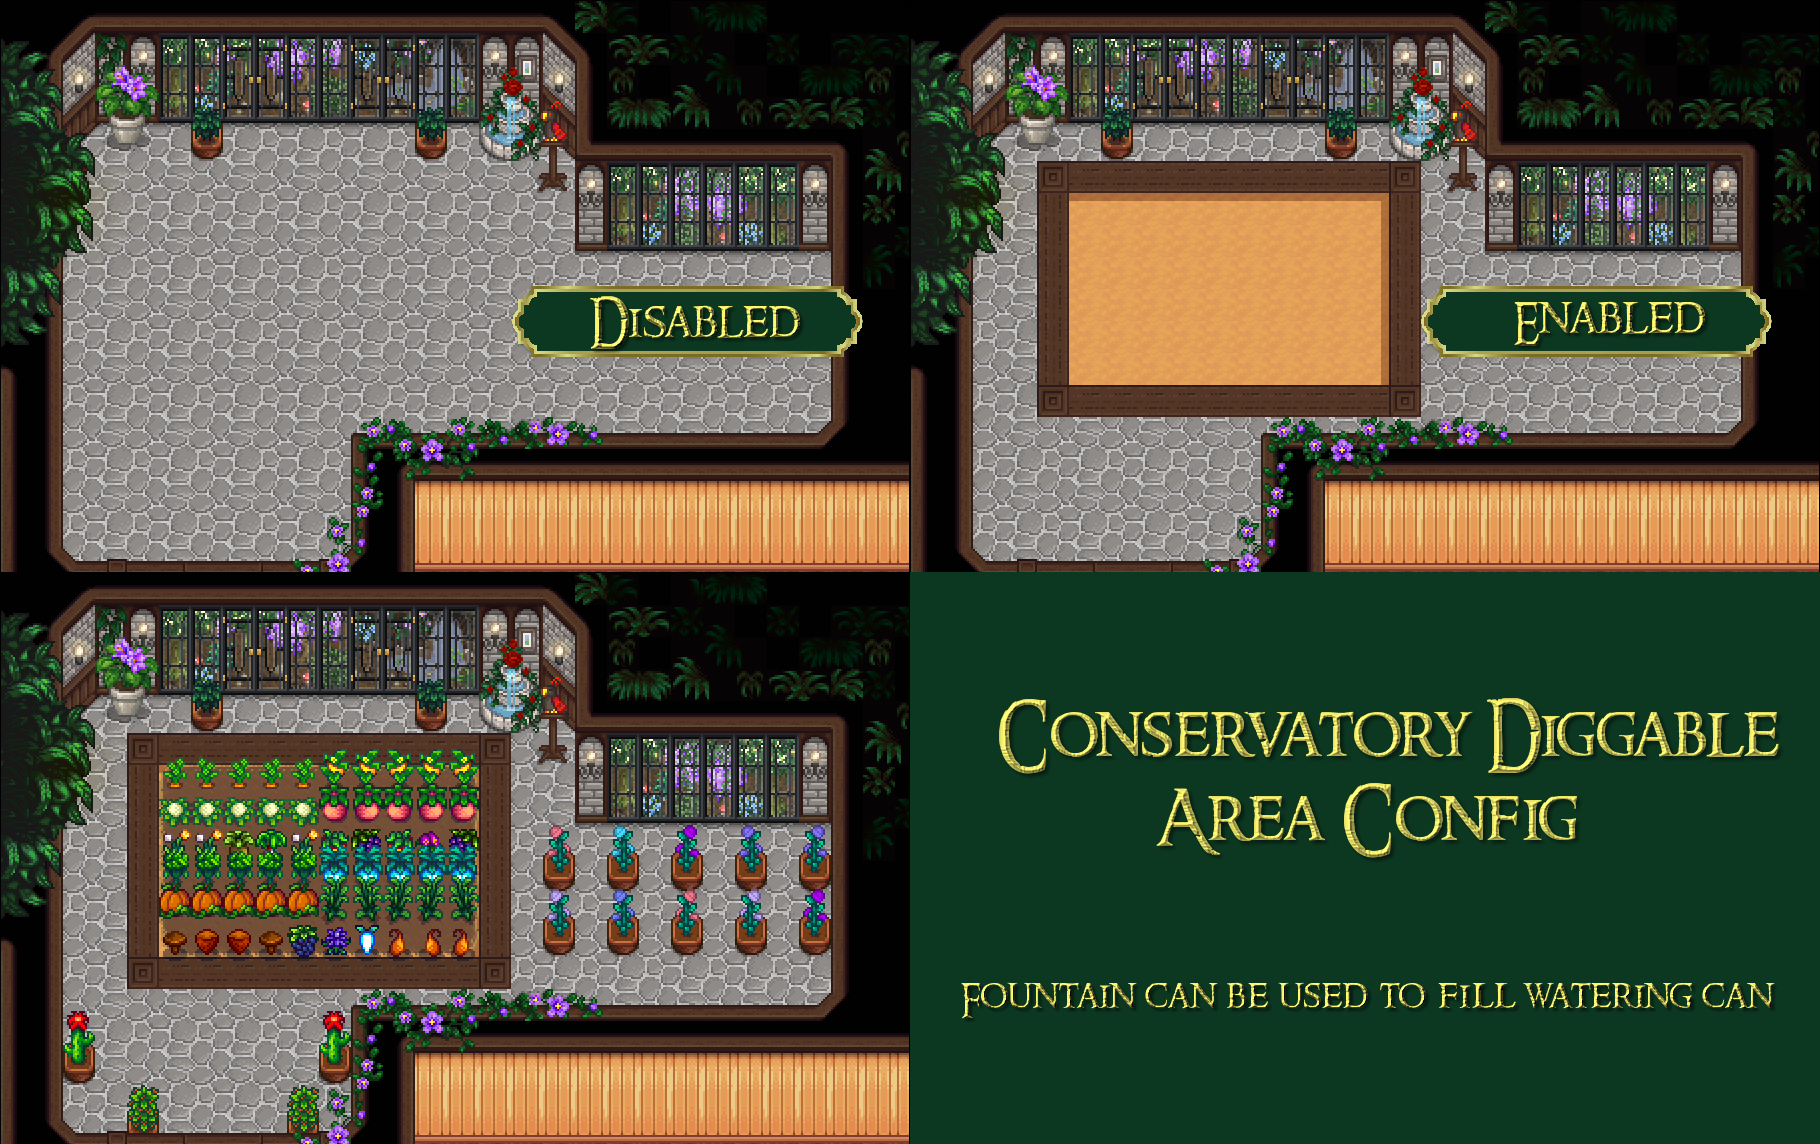 Disabled
Enabled
Conservatory Diggable
Area Config
Fountain can be used to fill watering can